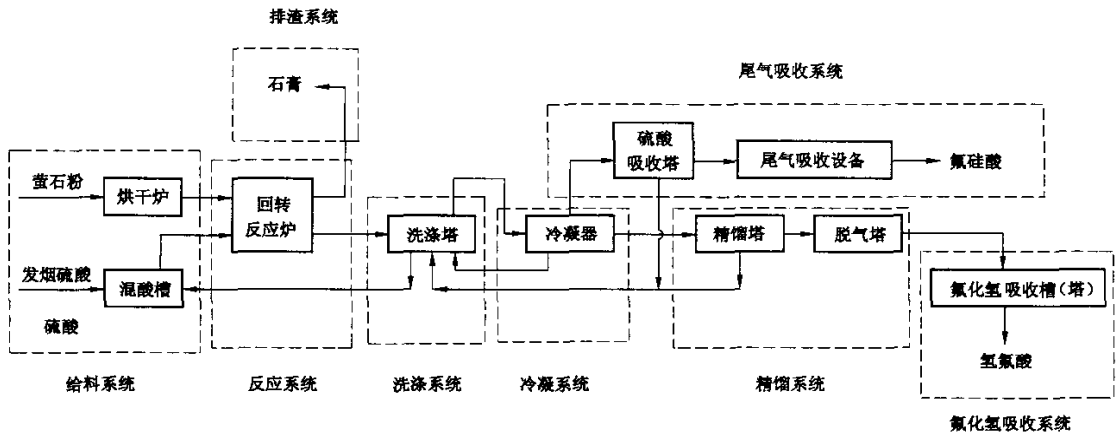 排渣系统
石膏
尾气吸收系统
硫酸
吸收塔
尾气吸收设备
氟硅酸
萤石粉
烘干炉
回转
反应炉
洗涤塔
冷凝器
精馏塔
脱气塔
发烟硫酸
混酸槽
硫酸
氟化氢吸收槽(塔)
氢氟酸
给料系统
反应系统
洗涤系统
冷凝系统
精馏系统
氟化氢吸收系统